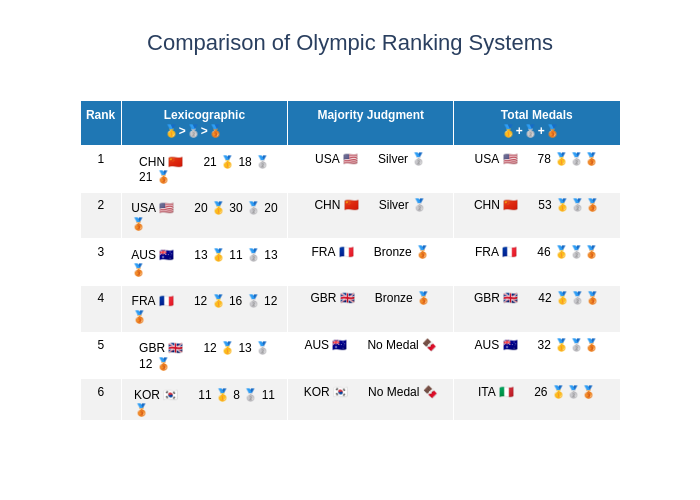 Comparison of Olympic Ranking Systems
Rank Lexicographic Majority Judgment Total Medals
🥇>🥈>🥉 🥇+🥈+🥉
1 CHN 🇨🇳 21 🥇 18 🥈 USA 🇺🇸 Silver 🥈 USA 🇺🇸 78 🥇🥈🥉
21 🥉
2 USA 🇺🇸 20 🥇 30 🥈 20 CHN 🇨🇳 Silver 🥈 CHN 🇨🇳 53 🥇🥈🥉
🥉
3 AUS 🇦🇺 13 🥇 11 🥈 13 FRA 🇫🇷 Bronze 🥉 FRA 🇫🇷 46 🥇🥈🥉
🥉
4 FRA 🇫🇷 12 🥇 16 🥈 12 GBR 🇬🇧 Bronze 🥉 GBR 🇬🇧 42 🥇🥈🥉
🥉
5 GBR 🇬🇧 12 🥇 13 🥈 AUS 🇦🇺 No Medal 🍫 AUS 🇦🇺 32 🥇🥈🥉
12 🥉
6 KOR 🇰🇷 11 🥇 8 🥈 11 KOR 🇰🇷 No Medal 🍫 ITA 🇮🇹 26 🥇🥈🥉
🥉